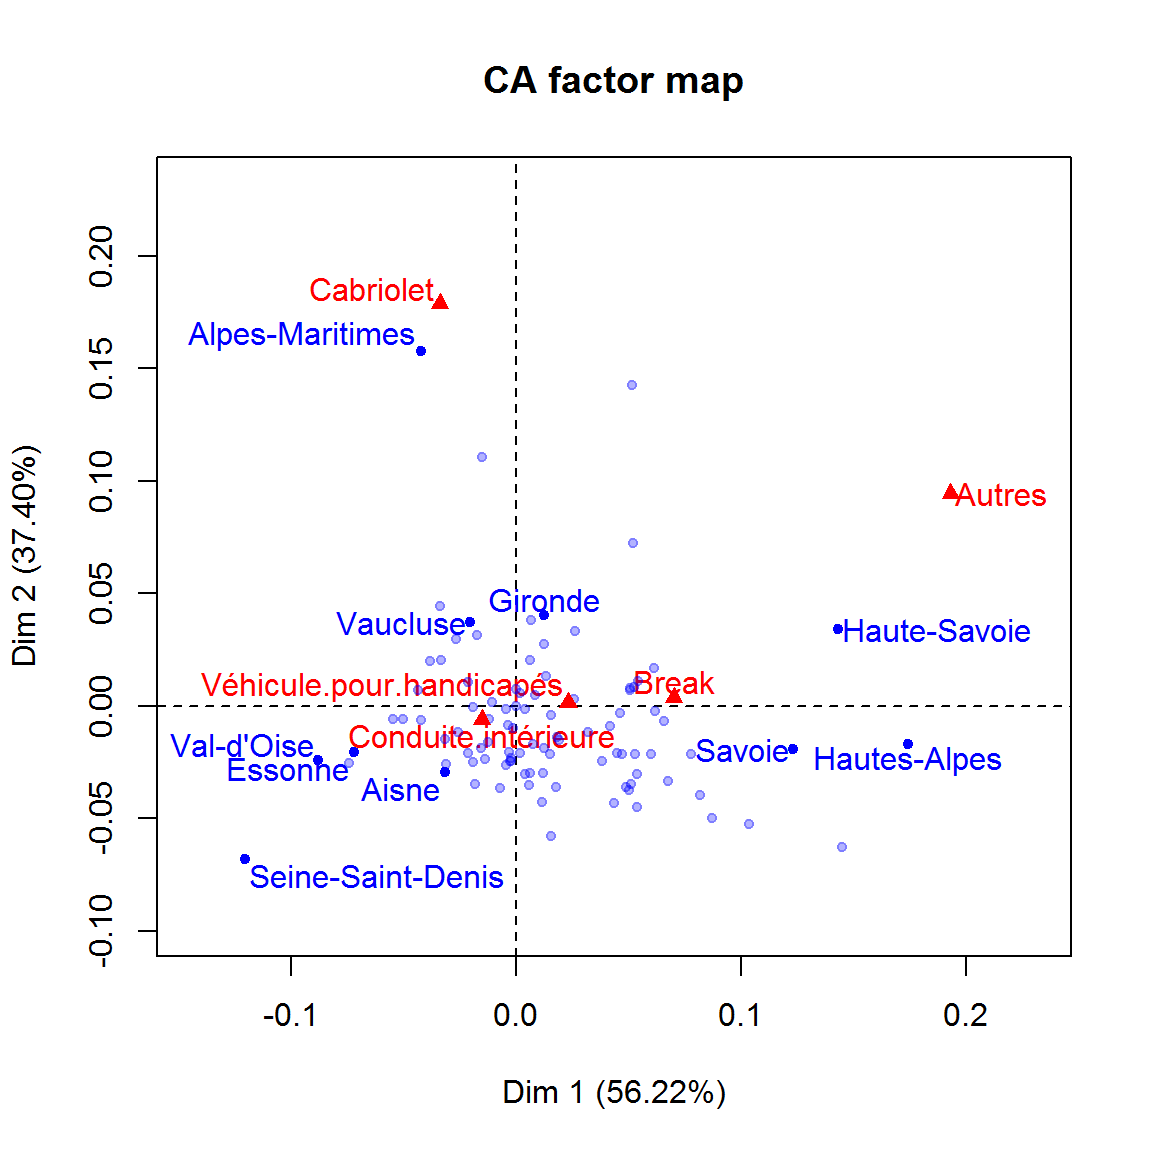 CA factor map
Dim 2 (37.40%)
0.20
0.15
0.10
0.05
0.00
-0.05
-0.10
Cabriolet
Alpes-Maritimes
Autres
Gironde
Vaucluse
Haute-Savoie
Véhicule.pour.handicapés
Break
Conduite.intérieure
Val-d'Oise
Savoie
Hautes-Alpes
Essonne
Aisne
Seine-Saint-Denis
-0.1
0.0
0.1
0.2
Dim 1 (56.22%)